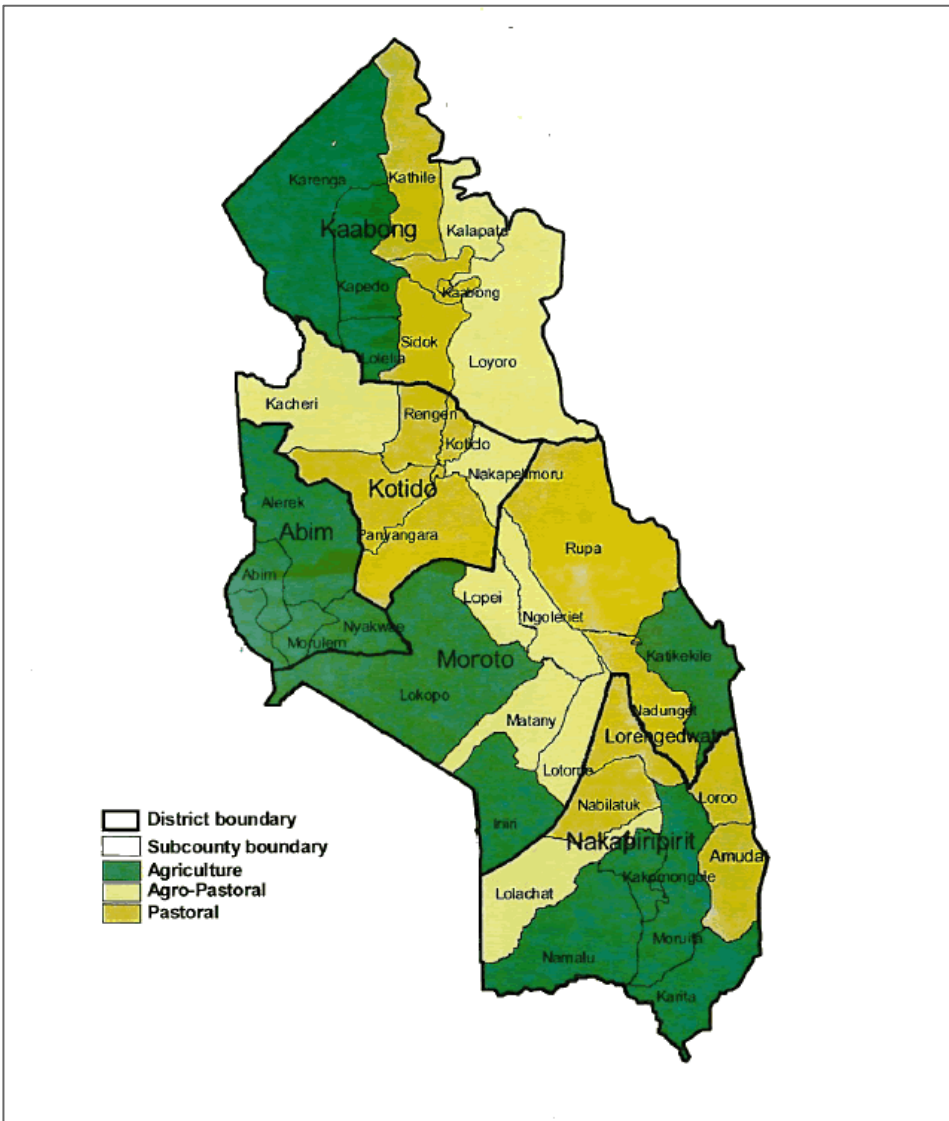 Karenga
Kathile
Kaabong
Kalapata
Kapedo
Kaabong
Sidok
Loletia
Loyoro
Kacheri
Rengen
Kotido
Nakapelimoru
Kotido
Alerek
Abim
Panyangara
Rupa
Abim
Lopei
Ngoleriet
Nyakwae
Morulem
Moroto
Katikekile
Lokopo
Matany
Nadunget
Lorengedwat
Lotome
Nabilatuk
Loroo
Iriiri
Nakapiripirit
Amudat
Kakomongole
Lolachat
Moruita
Namalu
Karita
District boundary
Subcounty boundary
Agriculture
Agro-Pastoral
Pastoral